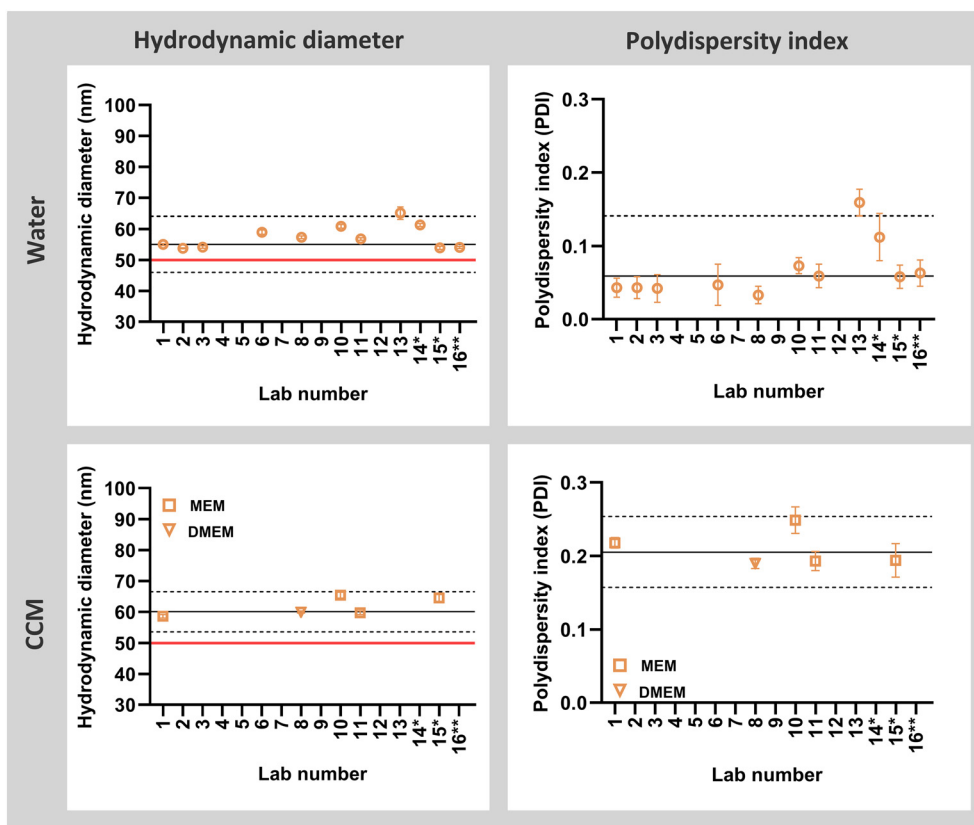 Hydrodynamic diameter
Polydispersity index
Water
Hydrodynamic diameter (nm)
100
90
80
70
60
50
40
30
1 2 3 4 5 6 7 8 9 10 11 12 13 14* 15* 16**
Lab number
Polydispersity index (PDI)
0.3
0.2
0.1
0.0
1 2 3 4 5 6 7 8 9 10 11 12 13 14* 15* 16**
Lab number
CCM
Hydrodynamic diameter (nm)
100
90
80
70
60
50
40
30
MEM
DMEM
1 2 3 4 5 6 7 8 9 10 11 12 13 14* 15* 16**
Lab number
Polydispersity index (PDI)
0.3
0.2
0.1
0.0
MEM
DMEM
1 2 3 4 5 6 7 8 9 10 11 12 13 14* 15* 16**
Lab number